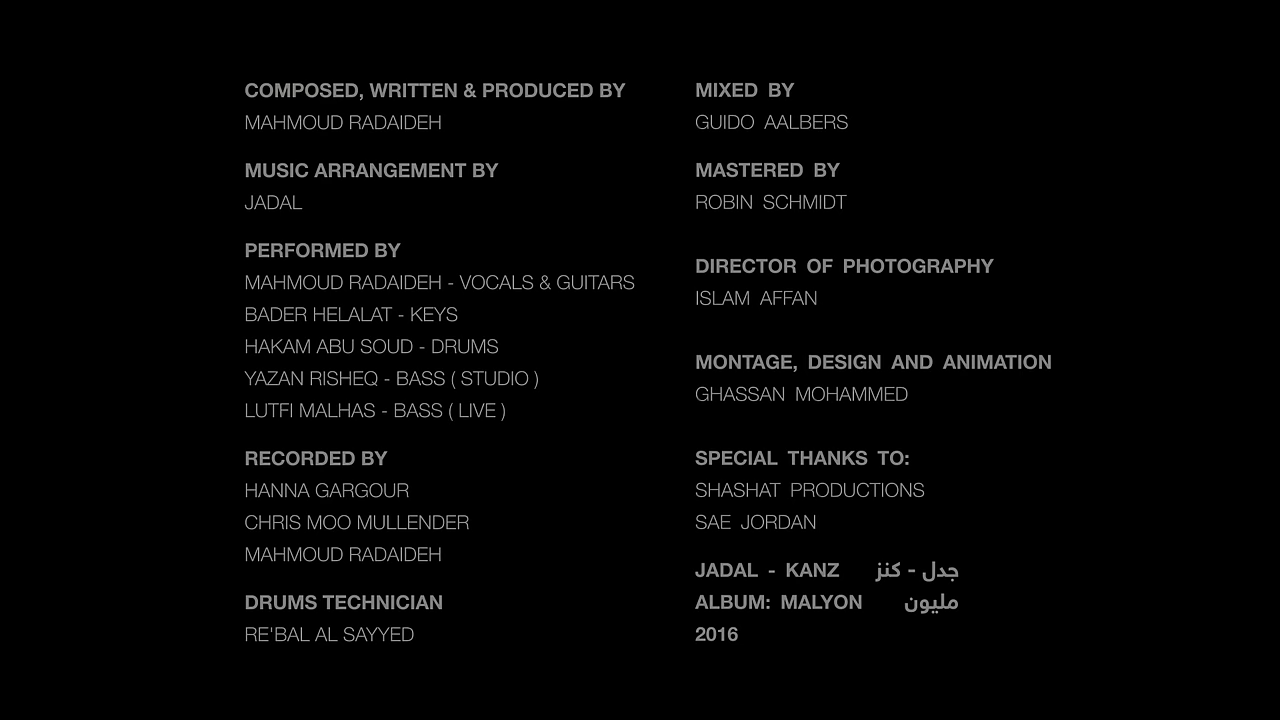 COMPOSED, WRITTEN & PRODUCED BY
MAHMOUD RADAIDEH
MUSIC ARRANGEMENT BY
JADAL
PERFORMED BY
MAHMOUD RADAIDEH - VOCALS & GUITARS
BADER HELALAT - KEYS
HAKAM ABU SOUD - DRUMS
YAZAN RISHEQ - BASS ( STUDIO )
LUTFI MALHAS - BASS ( LIVE )
RECORDED BY
HANNA GARGOUR
CHRIS MOO MULLENDER
MAHMOUD RADAIDEH
DRUMS TECHNICIAN
RE'BAL AL SAYYED
MIXED BY
GUIDO AALBERS
MASTERED BY
ROBIN SCHMIDT
DIRECTOR OF PHOTOGRAPHY
ISLAM AFFAN
MONTAGE, DESIGN AND ANIMATION
GHASSAN MOHAMMED
SPECIAL THANKS TO:
SHASHAT PRODUCTIONS
SAE JORDAN
JADAL - KANZ جدل - كنز
ALBUM: MALYON مليون
2016